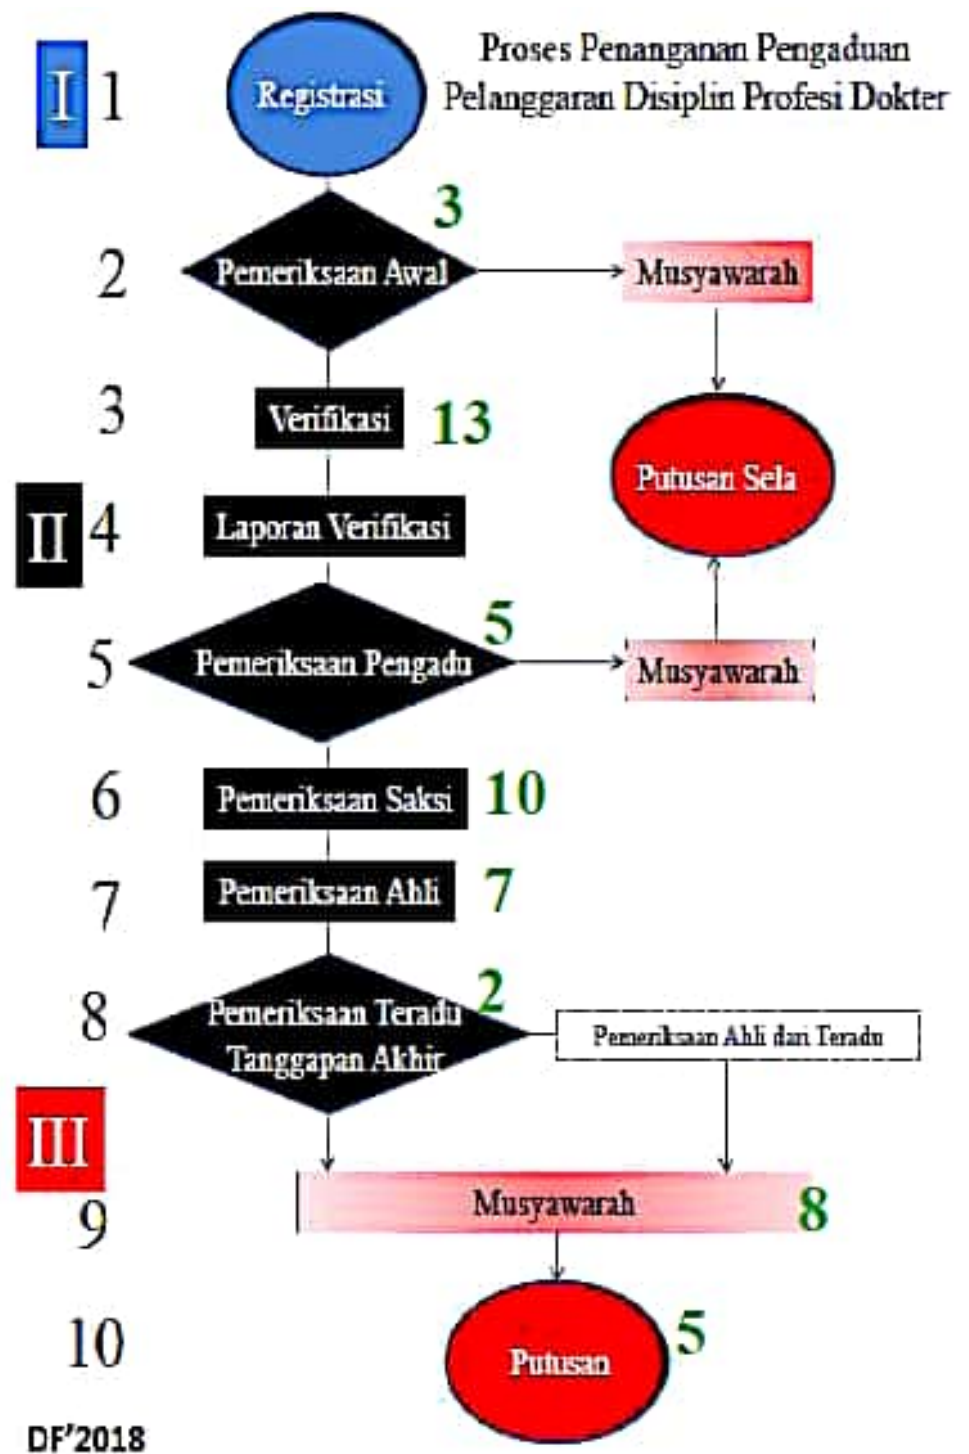 Proses Penanganan Pengaduan
Pelanggaran Disiplin Profesi Dokter
I 1
Registrasi
3
2
Pemeriksaan Awal
Musyawarah
3
Verifikasi
13
Putusan Sela
II 4
Laporan Verifikasi
5
5
Pemeriksaan Pengadu
Musyawarah
6
Pemeriksaan Saksi
10
7
Pemeriksaan Ahli
7
8
Pemeriksaan Teradu
Tanggapan Akhir
2
Pemeriksaan Ahli dari Teradu
III
9
Musyawarah
8
10
Putusan
5
DF'2018